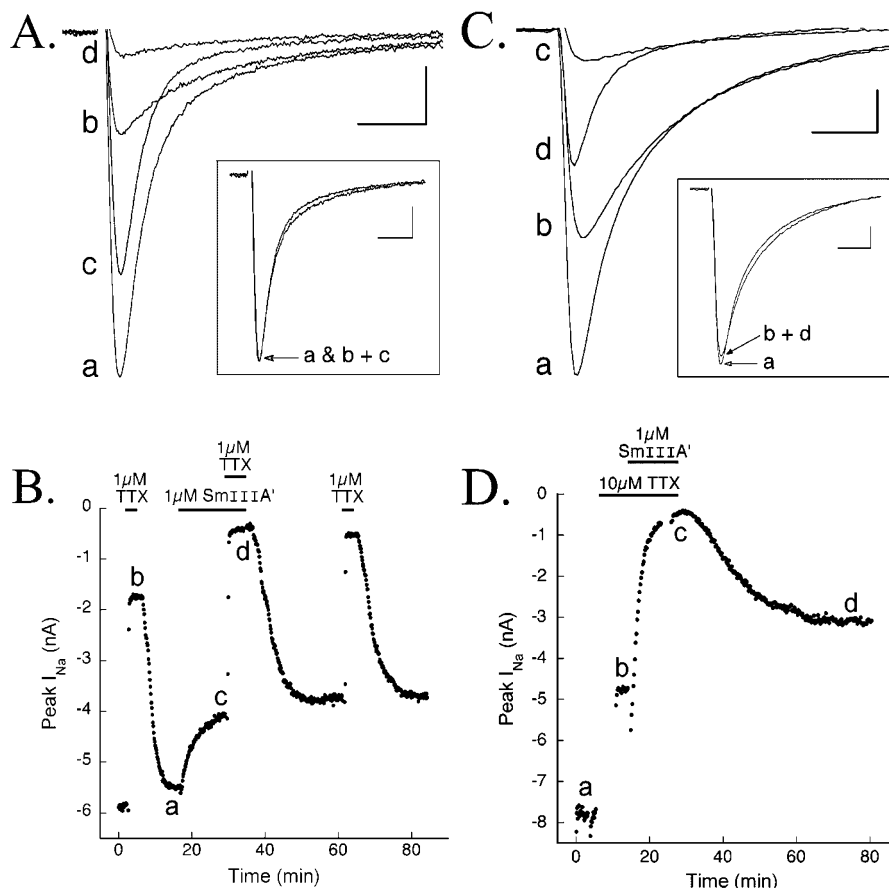 A.
d
b
c
a
a & b + c
C.
c
d
b
a
b + d
a
B.
1µM
TTX
1µM
TTX
1µM SmIIIA'
1µM
TTX
0
-1
-2
-3
-4
-5
-6
Peak INa (nA)
b
a
c
d
0
20
40
60
80
Time (min)
D.
1µM
SmIIIA'
10µM TTX
0
-1
-2
-3
-4
-5
-6
-7
-8
Peak INa (nA)
a
b
c
d
0
20
40
60
80
Time (min)